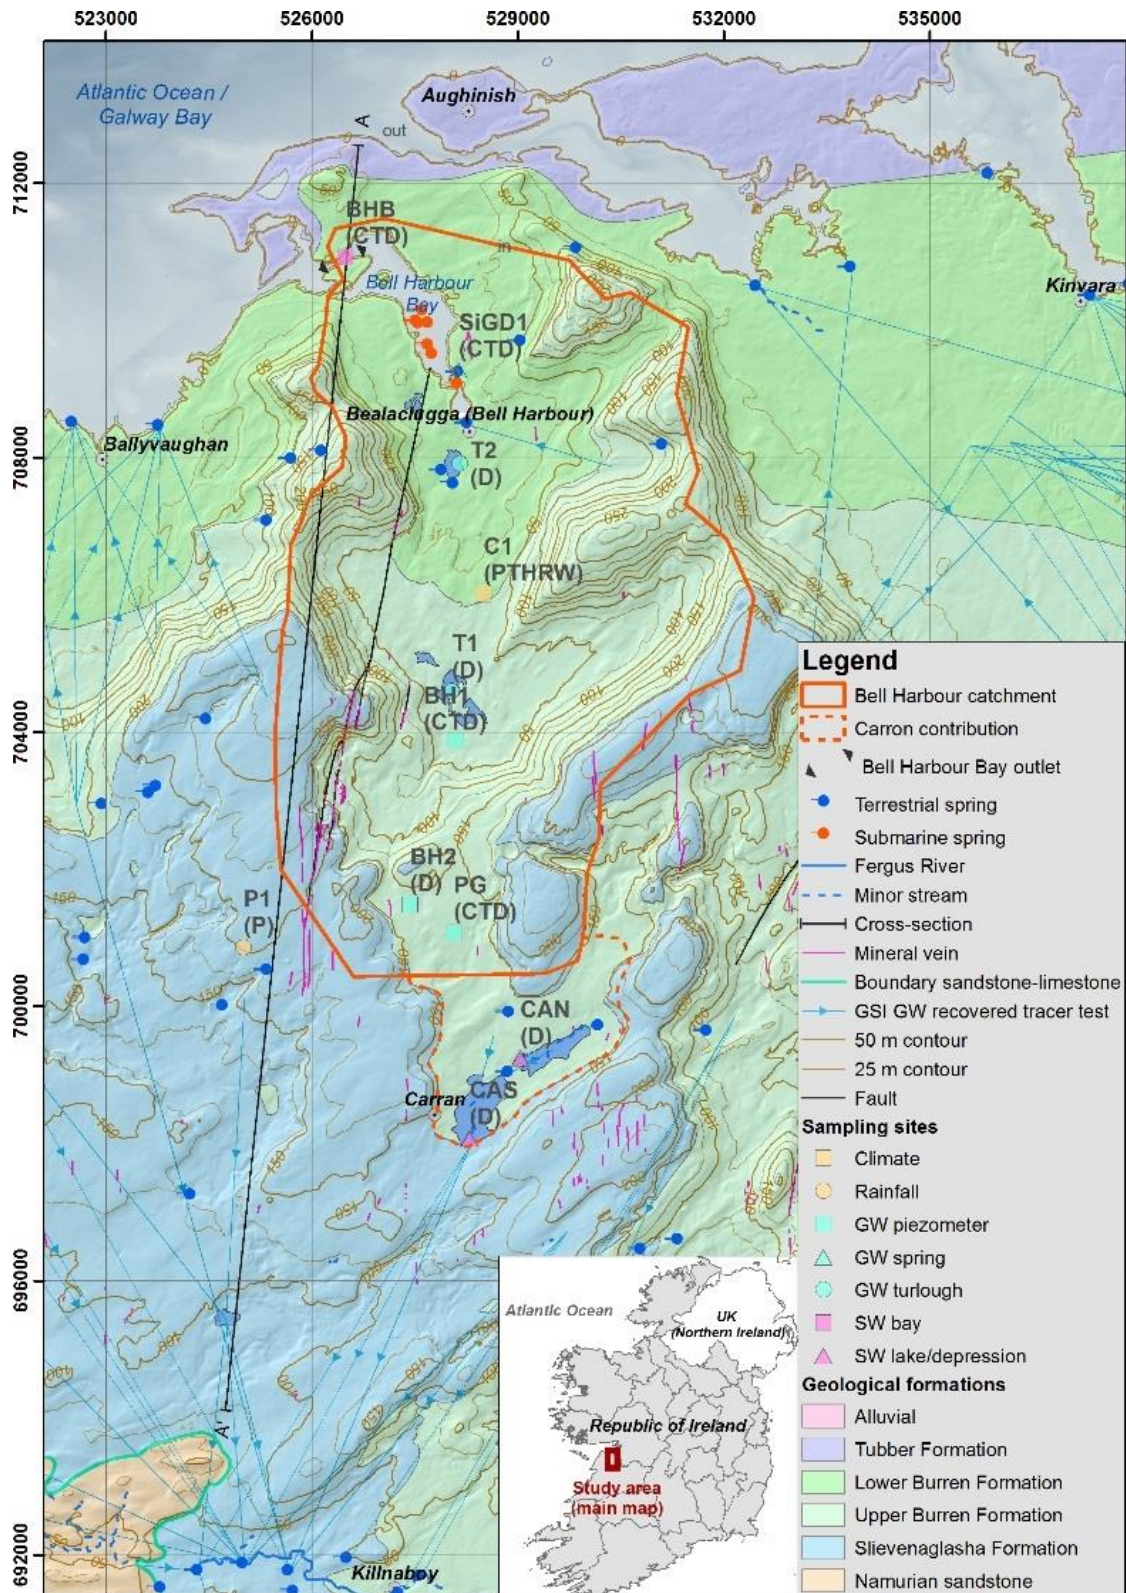 523000
526000
529000
532000
535000
712000
708000
704000
700000
696000
692000
Atlantic Ocean /
Galway Bay
Aughinish
A
out
BHB
(CTD)
in
Bell Harbour
Bay
Kinvara
SiGD1
(CTD)
Bealaclugga (Bell Harbour)
Ballyvaughan
T2
(D)
C1
(PTHRW)
T1
(D)
BH1
(CTD)
BH2
(D)
PG
(CTD)
P1
(P)
CAN
(D)
CAS
(D)
Carran
A'
Killnaboy
Legend
Bell Harbour catchment
Carron contribution
Bell Harbour Bay outlet
Terrestrial spring
Submarine spring
Fergus River
Minor stream
Cross-section
Mineral vein
Boundary sandstone-limestone
GSI GW recovered tracer test
50 m contour
25 m contour
Fault
Sampling sites
Climate
Rainfall
GW piezometer
GW spring
GW turlough
SW bay
SW lake/depression
Geological formations
Alluvial
Tubber Formation
Lower Burren Formation
Upper Burren Formation
Slievenaglasha Formation
Namurian sandstone
Atlantic Ocean
UK
(Northern Ireland)
Republic of Ireland
Study area
(main map)